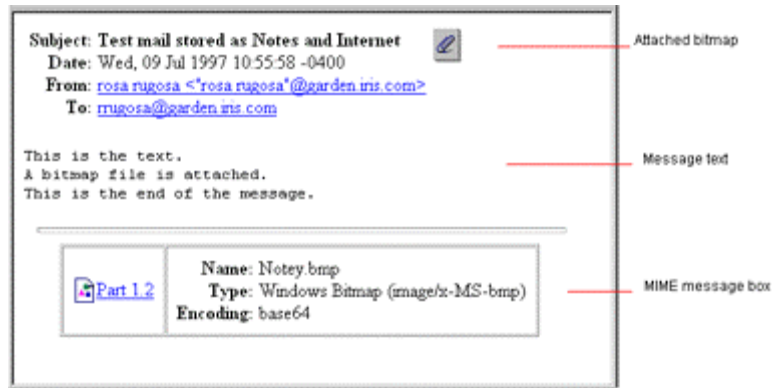 Subject: Test mail stored as Notes and Internet
Attached bitmap
Date: Wed, 09 Jul 1997 10:55:58 -0400
From: rosa rugosa <"rosa rugosa"@garden.iris.com>
To: rrugosa@garden.iris.com
This is the text.
Message text
A bitmap file is attached.
This is the end of the message.
Part 1.2
Name: Notey.bmp
Type: Windows Bitmap (image/x-MS-bmp)
Encoding: base64
MIME message box